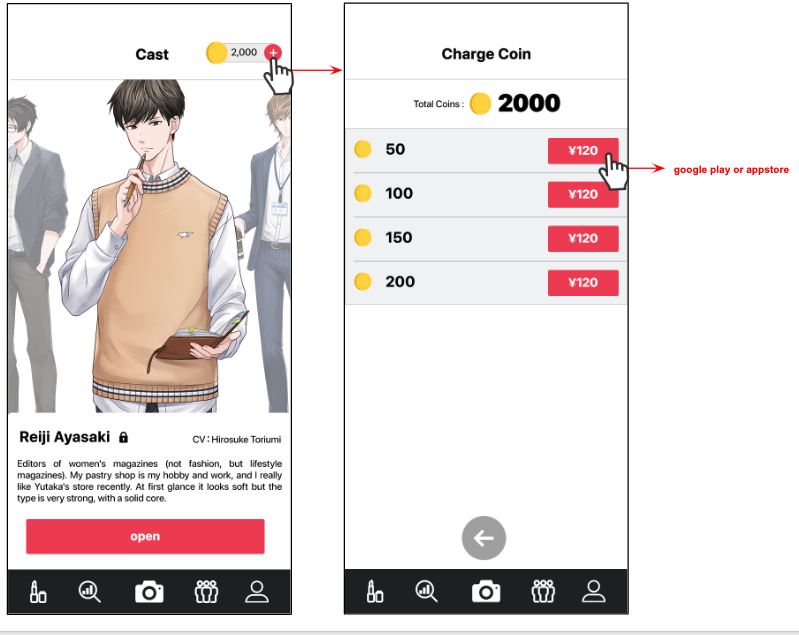 Cast
2,000
Reiji Ayasaki
CV : Hirosuke Toriumi
Editors of women's magazines (not fashion, but lifestyle
magazines). My pastry shop is my hobby and work, and I really
like Yutaka's store recently. At first glance it looks soft but the
type is very strong, with a solid core.
open
Charge Coin
Total Coins : 2000
50 ¥120
100 ¥120
150 ¥120
200 ¥120
google play or appstore